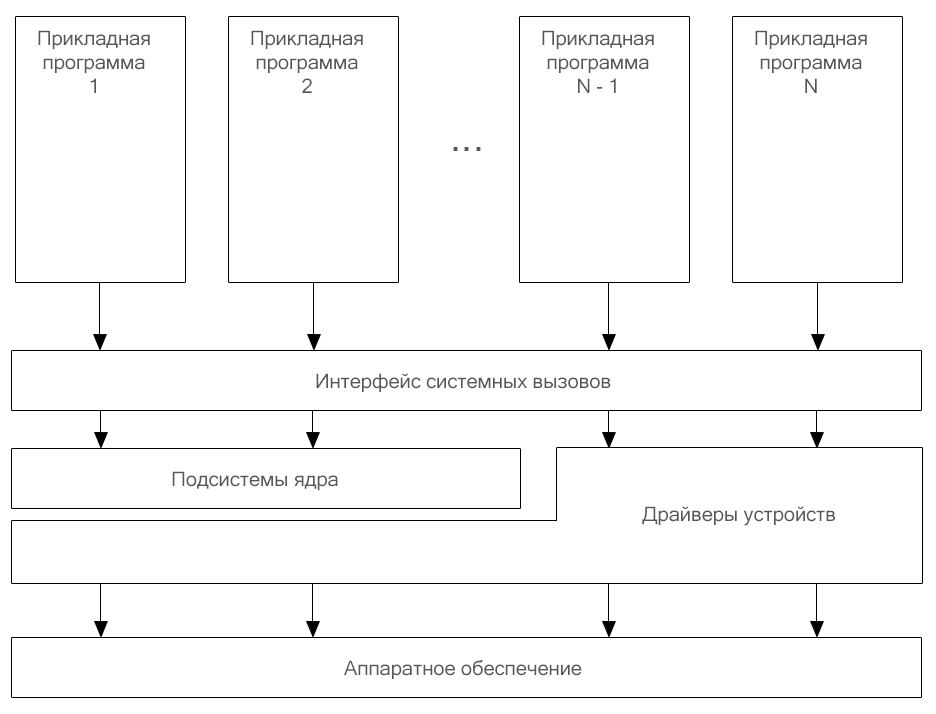 Прикладная
программа
1
Прикладная
программа
2
...
Прикладная
программа
N - 1
Прикладная
программа
N
Интерфейс системных вызовов
Подсистемы ядра
Драйверы устройств
Аппаратное обеспечение